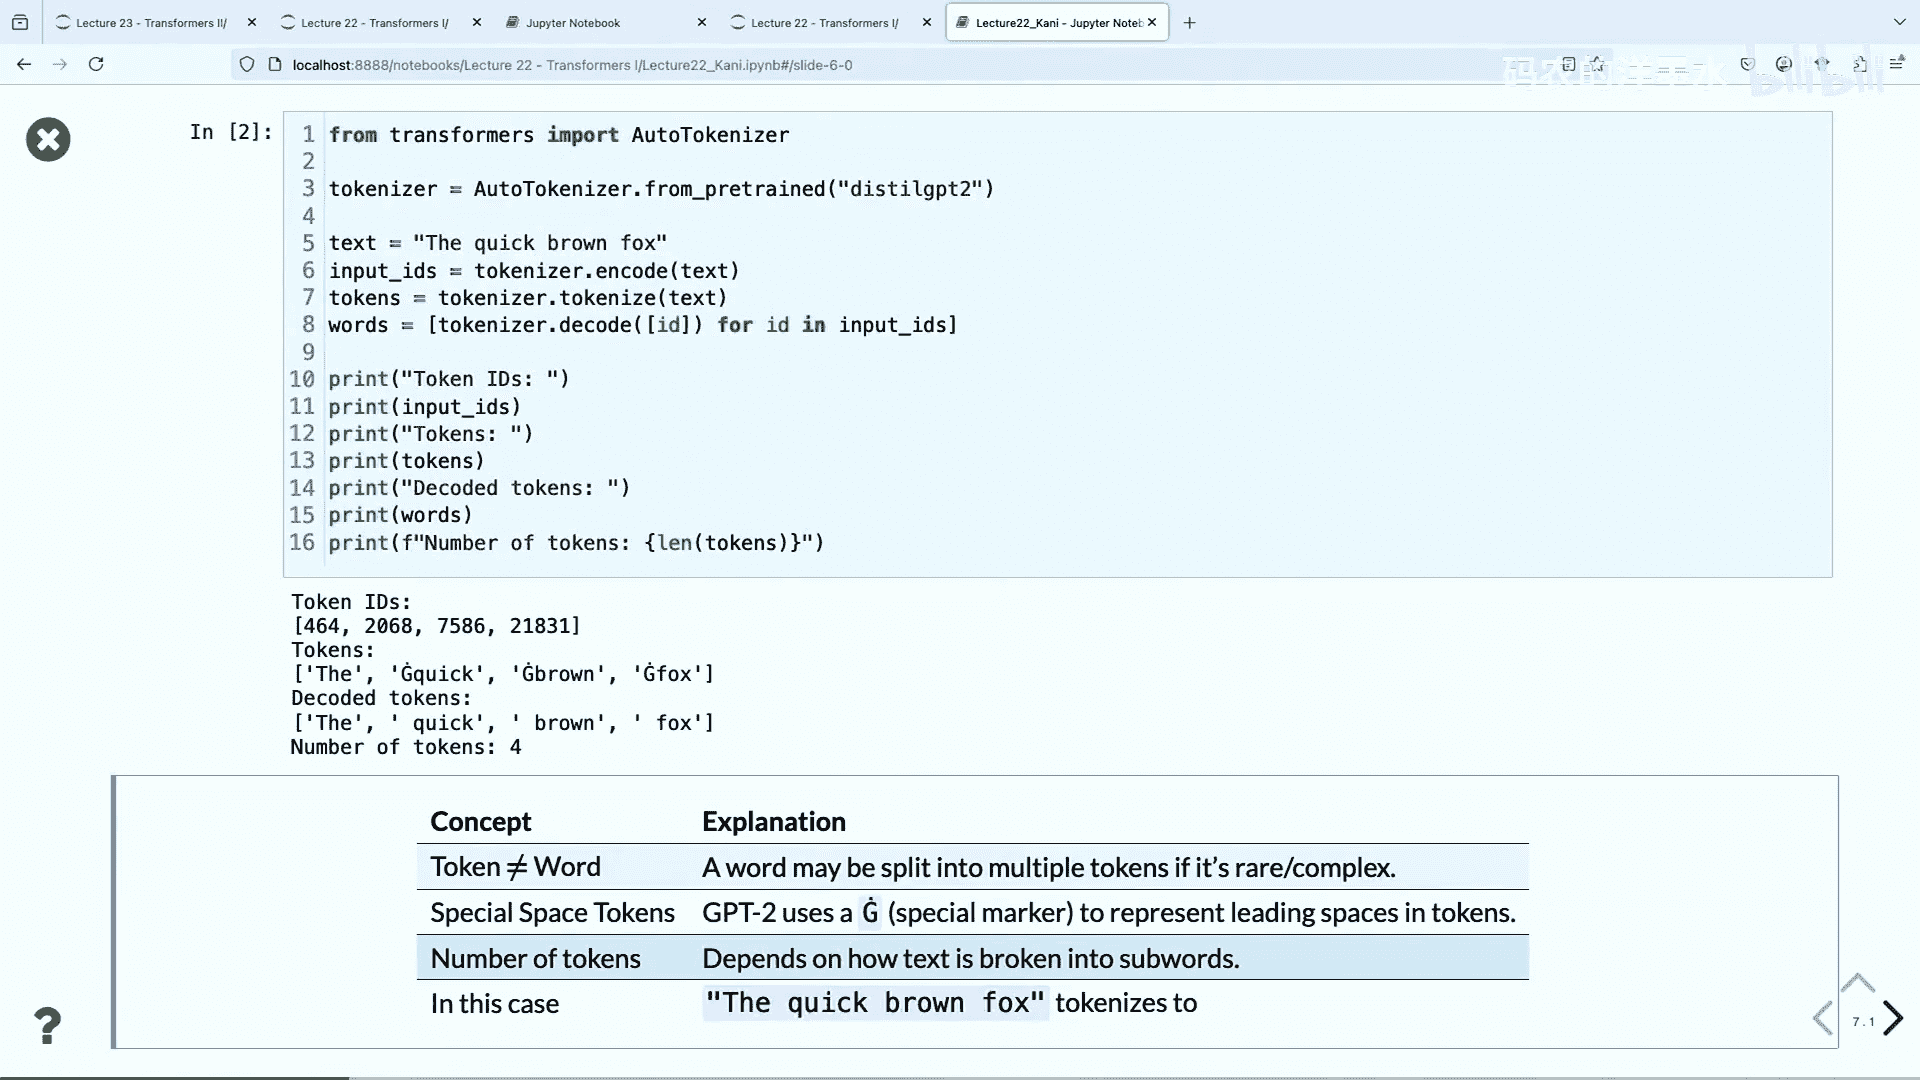 Lecture 23 - Transformers II/
Lecture 22 - Transformers I/
Jupyter Notebook
Lecture 22 - Transformers I/
Lecture22_Kani - Jupyter Noteb
localhost:8888/notebooks/Lecture 22 - Transformers I/Lecture22_Kani.ipynb#/slide-6-0
bilibili
In [2]:
1 from transformers import AutoTokenizer
2
3 tokenizer = AutoTokenizer.from_pretrained("distilgpt2")
4
5 text = "The quick brown fox"
6 input_ids = tokenizer.encode(text)
7 tokens = tokenizer.tokenize(text)
8 words = [tokenizer.decode([id]) for id in input_ids]
9
10 print("Token IDs: ")
11 print(input_ids)
12 print("Tokens: ")
13 print(tokens)
14 print("Decoded tokens: ")
15 print(words)
16 print(f"Number of tokens: {len(tokens)}")
Token IDs:
[464, 2068, 7586, 21831]
Tokens:
['The', 'Ġquick', 'Ġbrown', 'Ġfox']
Decoded tokens:
['The', ' quick', ' brown', ' fox']
Number of tokens: 4
Concept Explanation
Token ≠ Word A word may be split into multiple tokens if it's rare/complex.
Special Space Tokens GPT-2 uses a Ġ (special marker) to represent leading spaces in tokens.
Number of tokens Depends on how text is broken into subwords.
In this case "The quick brown fox" tokenizes to
7.1